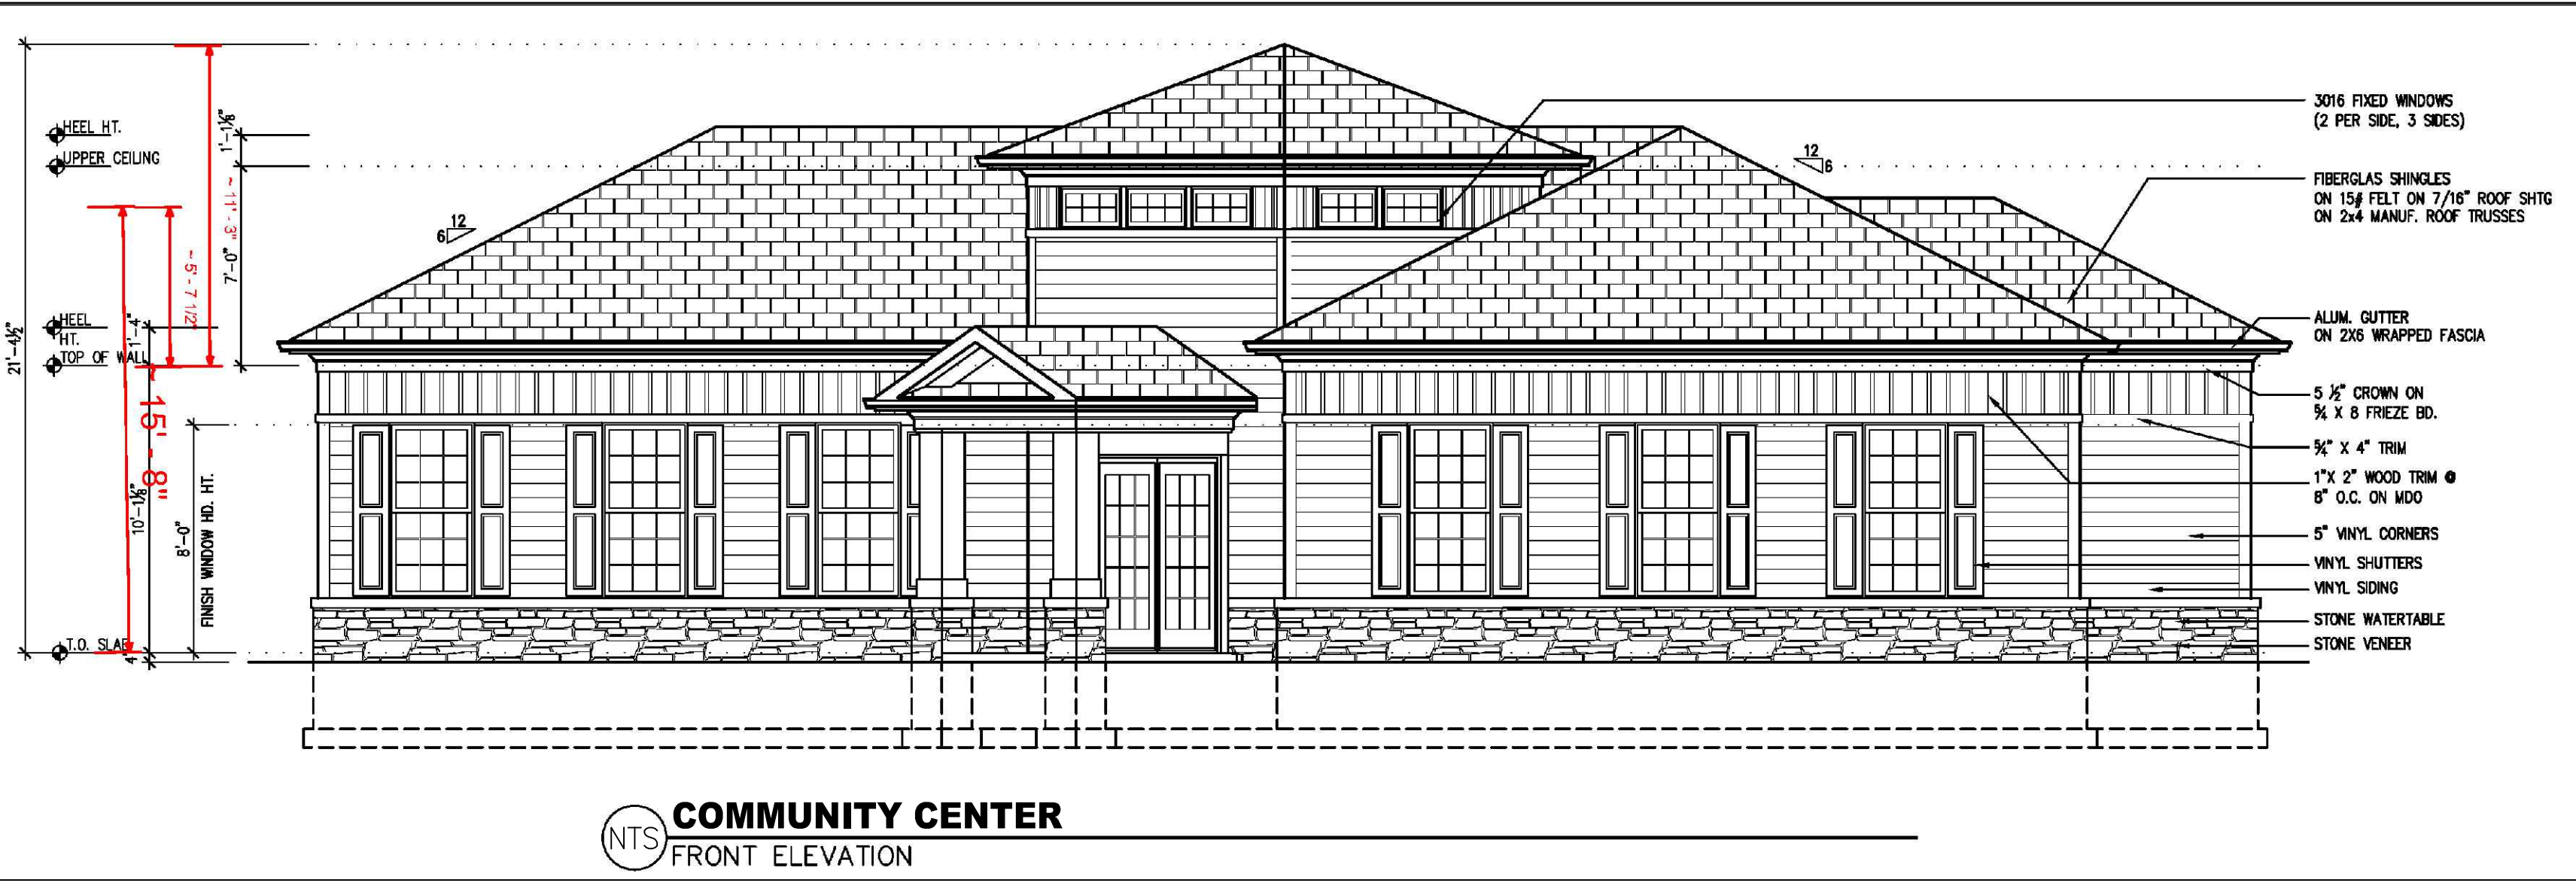 HEEL HT.
UPPER CEILING
HEEL
HT.
TOP OF WALL
T.O. SLAB
21'-4½"
1'-1⅛"
~ 11' - 3"
7'-0"
~ 5' - 7 1/2"
1'-4"
~ 15' - 8"
10'-1⅛"
8'-0"
FINISH WINDOW HD. HT.
4"
12
6
12
6
3016 FIXED WINDOWS
(2 PER SIDE, 3 SIDES)
FIBERGLAS SHINGLES
ON 15# FELT ON 7/16" ROOF SHTG
ON 2x4 MANUF. ROOF TRUSSES
ALUM. GUTTER
ON 2X6 WRAPPED FASCIA
5 ½" CROWN ON
5/4 X 8 FRIEZE BD.
5/4" X 4" TRIM
1"X 2" WOOD TRIM @
8" O.C. ON MDO
5" VINYL CORNERS
VINYL SHUTTERS
VINYL SIDING
STONE WATERTABLE
STONE VENEER
NTS
COMMUNITY CENTER
FRONT ELEVATION